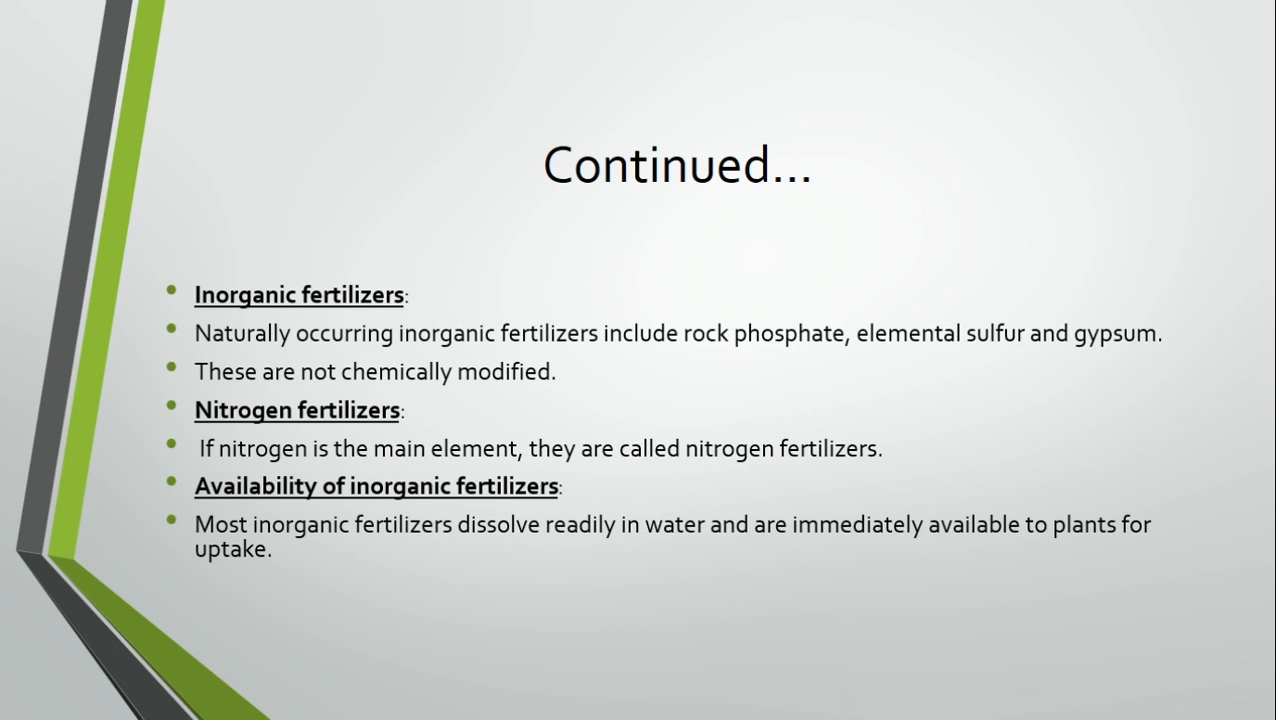 Continued...
• Inorganic fertilizers:
• Naturally occurring inorganic fertilizers include rock phosphate, elemental sulfur and gypsum.
• These are not chemically modified.
• Nitrogen fertilizers:
• If nitrogen is the main element, they are called nitrogen fertilizers.
• Availability of inorganic fertilizers:
• Most inorganic fertilizers dissolve readily in water and are immediately available to plants for
uptake.